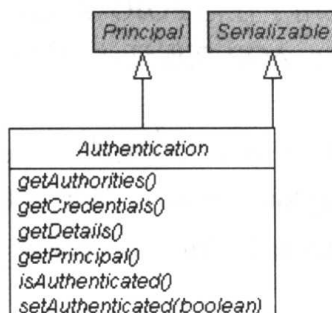 Principal
Serializable
Authentication
getAuthorities()
getCredentials()
getDetails()
getPrincipal()
isAuthenticated()
setAuthenticated(boolean)